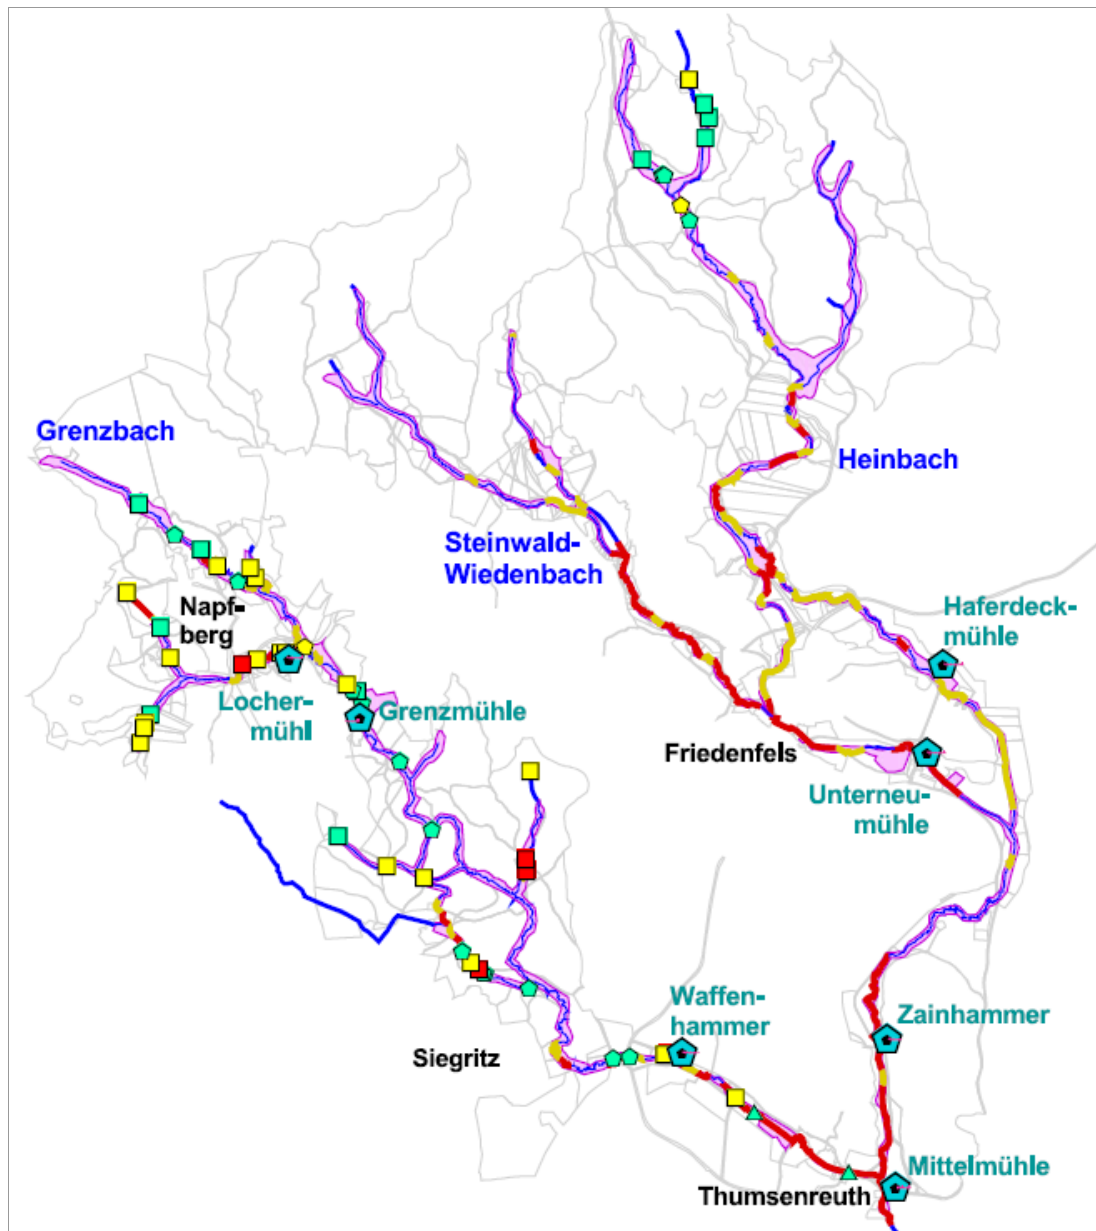 Grenzbach
Heinbach
Steinwald-
Wiedenbach
Napf-
berg
Haferdeck-
mühle
Locher-
mühl
Grenzmühle
Friedenfels
Unterneu-
mühle
Waffen-
hammer
Zainhammer
Siegritz
Mittelmühle
Thumsenreuth